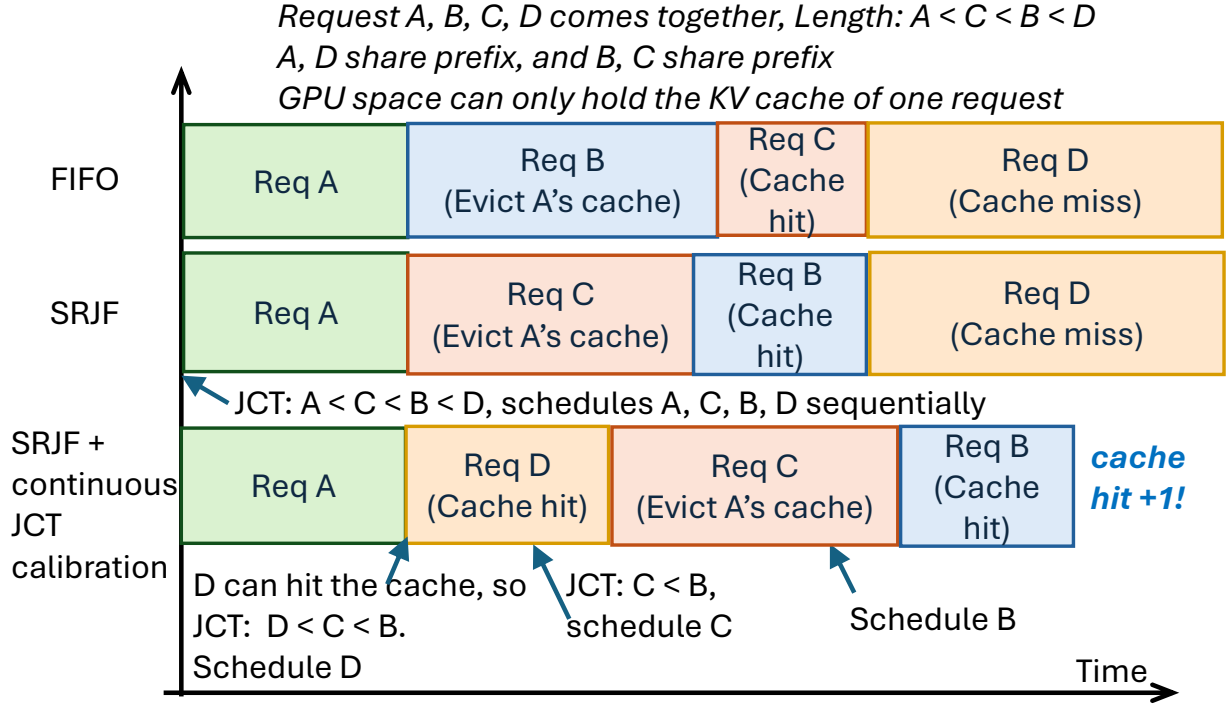 Request A, B, C, D comes together, Length: A < C < B < D
A, D share prefix, and B, C share prefix
GPU space can only hold the KV cache of one request
FIFO
Req A
Req B
(Evict A’s cache)
Req C
(Cache
hit)
Req D
(Cache miss)
SRJF
Req A
Req C
(Evict A’s cache)
Req B
(Cache
hit)
Req D
(Cache miss)
JCT: A < C < B < D, schedules A, C, B, D sequentially
SRJF +
continuous
JCT
calibration
Req A
Req D
(Cache hit)
Req C
(Evict A’s cache)
Req B
(Cache
hit)
cache
hit +1!
D can hit the cache, so
JCT: D < C < B.
Schedule D
JCT: C < B,
schedule C
Schedule B
Time